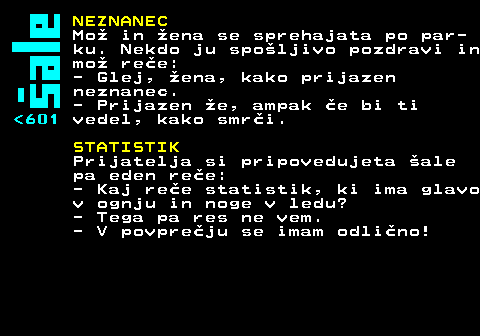 šale
<601
NEZNANEC
Mož in žena se sprehajata po par-
ku. Nekdo ju spošljivo pozdravi in
mož reče:
- Glej, žena, kako prijazen
neznanec.
- Prijazen že, ampak če bi ti
vedel, kako smrči.
STATISTIK
Prijatelja si pripovedujeta šale
pa eden reče:
- Kaj reče statistik, ki ima glavo
v ognju in noge v ledu?
- Tega pa res ne vem.
- V povprečju se imam odlično!